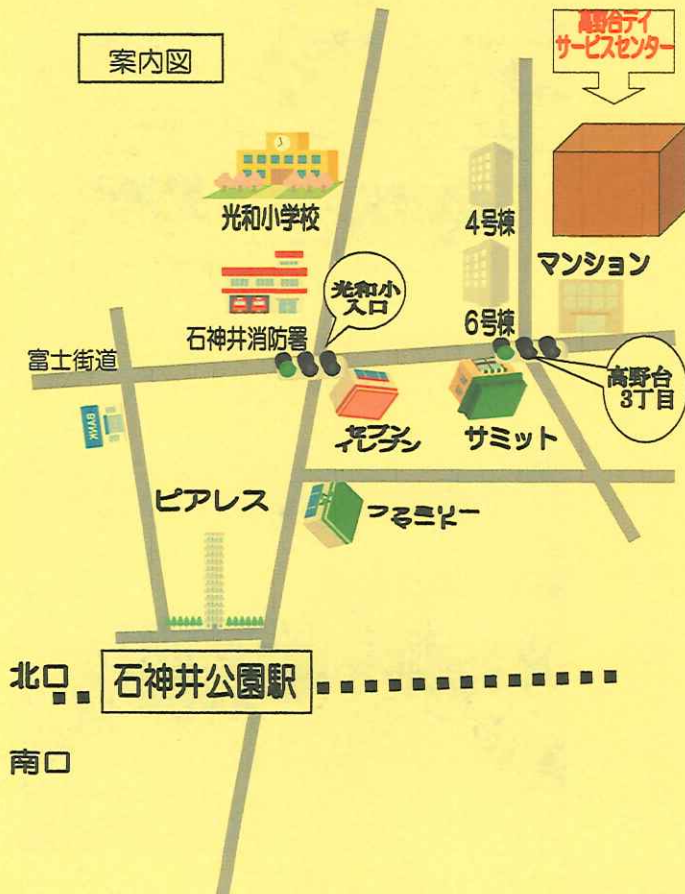 案内図
高野台デイ
サービスセンター
光和小学校
4号棟
マンション
光和小
入口
石神井消防署
6号棟
富士街道
高野台
3丁目
BANK
セブン
イレブン
サミット
ピアレス
ファミリー
マート
北口
石神井公園駅
南口